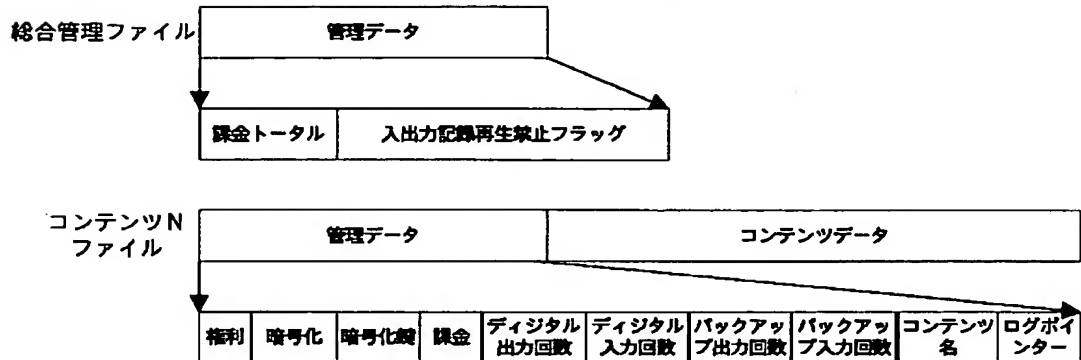 総合管理ファイル
管理データ
課金トータル
入出力記録再生禁止フラッグ
コンテンツN
ファイル
管理データ
コンテンツデータ
権利
暗号化
暗号化鍵
課金
ディジタル
出力回数
ディジタル
入力回数
バックアッ
プ出力回数
バックアッ
プ入力回数
コンテンツ
名
ログポイ
ンター